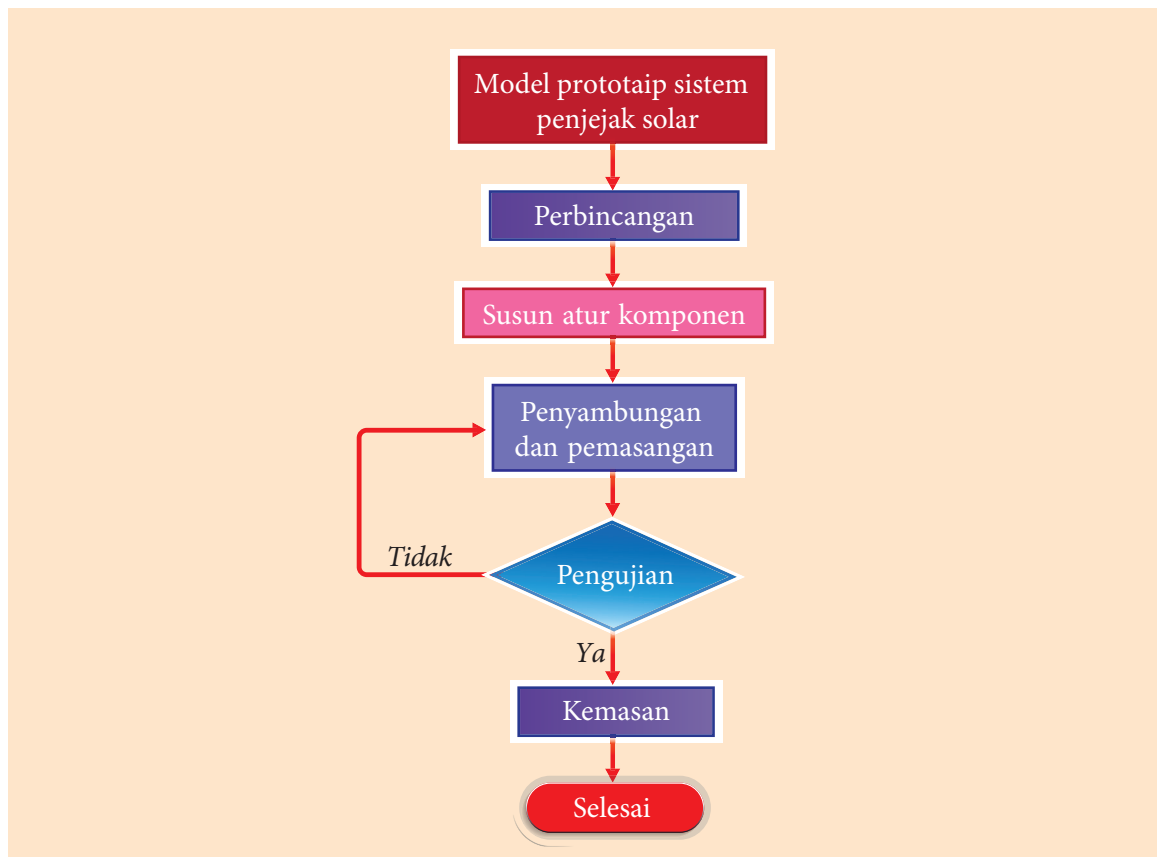 Model prototaip sistem
penjejak solar
Perbincangan
Susun atur komponen
Penyambungan
dan pemasangan
Tidak
Pengujian
Ya
Kemasan
Selesai